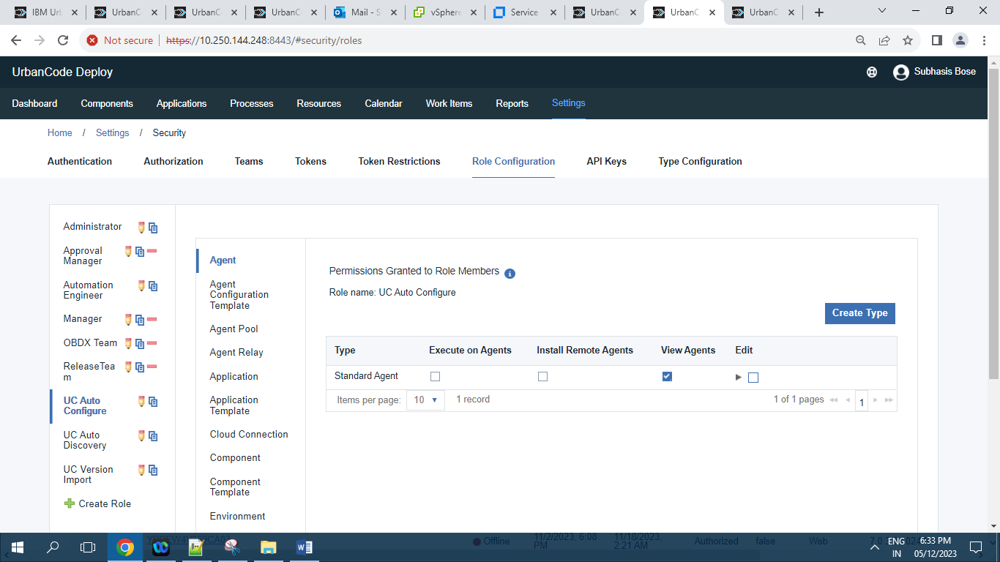 IBM Urb
UrbanC
UrbanC
UrbanC
Mail - S
vSphere
Service
UrbanC
UrbanC
UrbanC
Not secure
https://10.250.144.248:8443/#security/roles
UrbanCode Deploy
Subhasis Bose
Dashboard Components Applications Processes Resources Calendar Work Items Reports Settings
Home / Settings / Security
Authentication Authorization Teams Tokens Token Restrictions Role Configuration API Keys Type Configuration
Administrator
Approval
Manager
Automation
Engineer
Manager
OBDX Team
ReleaseTea
m
UC Auto
Configure
UC Auto
Discovery
UC Version
Import
Create Role
Agent
Agent
Configuration
Template
Agent Pool
Agent Relay
Application
Application
Template
Cloud Connection
Component
Component
Template
Environment
Permissions Granted to Role Members
Role name: UC Auto Configure
Create Type
Type Execute on Agents Install Remote Agents View Agents Edit
Standard Agent
Items per page: 10 1 record 1 of 1 pages 1
Offline
11/2/2023, 6:08
PM
11/18/2023,
2:21 AM
Authorized false Web
ENG
IN
6:33 PM
05/12/2023